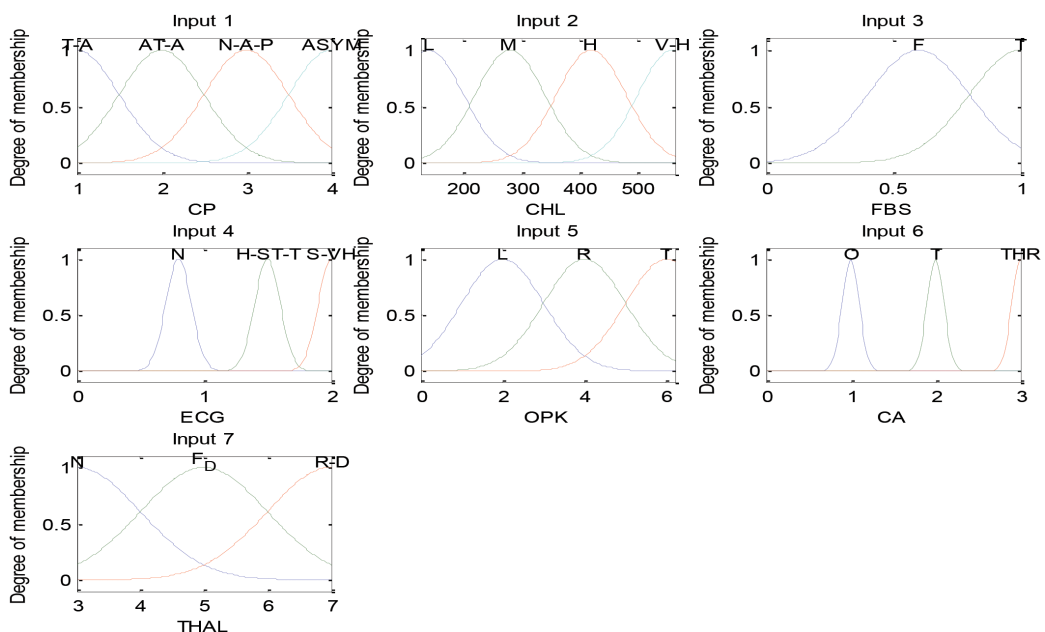 Input 1
T-A AT-A N-A-P ASYM
Degree of membership
1
0.5
0
1 2 3 4
CP
Input 2
L M H V-H
Degree of membership
1
0.5
0
200 300 400 500
CHL
Input 3
F T
Degree of membership
1
0.5
0
0 0.5 1
FBS
Input 4
N H-ST-T S-VH
Degree of membership
1
0.5
0
0 1 2
ECG
Input 5
L R T
Degree of membership
1
0.5
0
0 2 4 6
OPK
Input 6
O T THR
Degree of membership
1
0.5
0
0 1 2 3
CA
Input 7
N FD R-D
Degree of membership
1
0.5
0
3 4 5 6 7
THAL